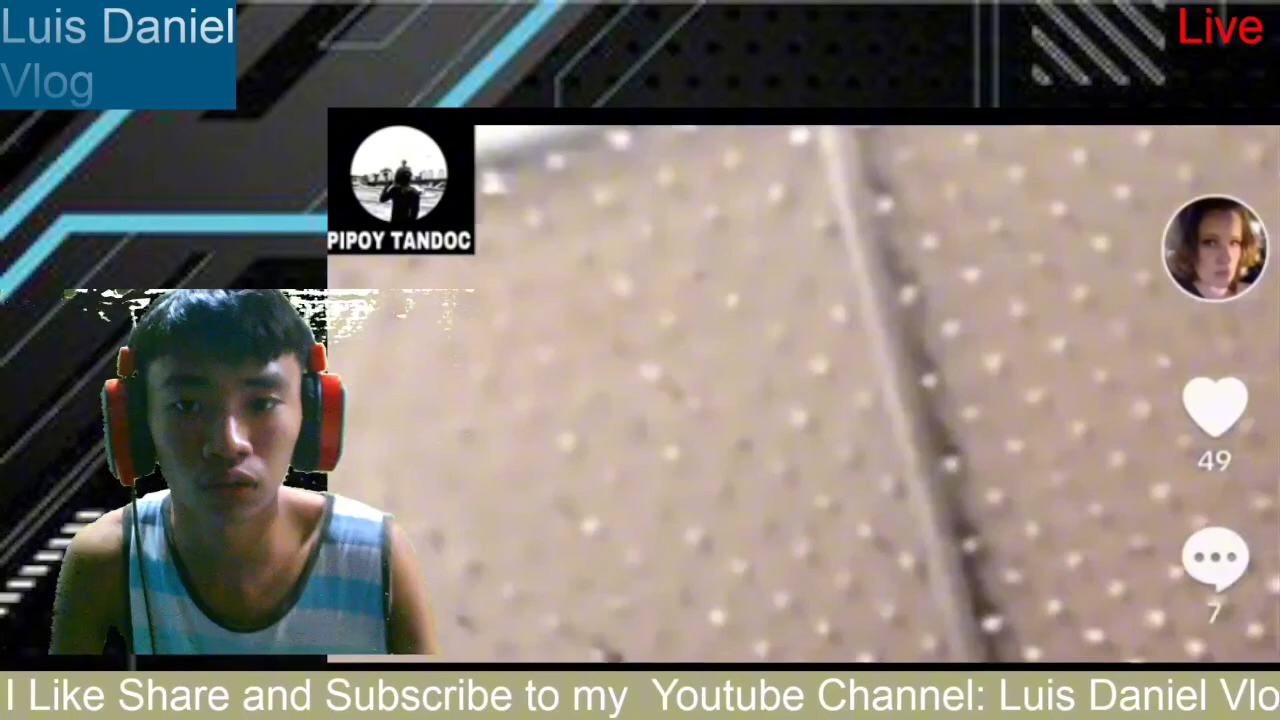 Luis Daniel
Vlog
Live
PIPOY TANDOC
49
7
I Like Share and Subscribe to my Youtube Channel: Luis Daniel Vlo